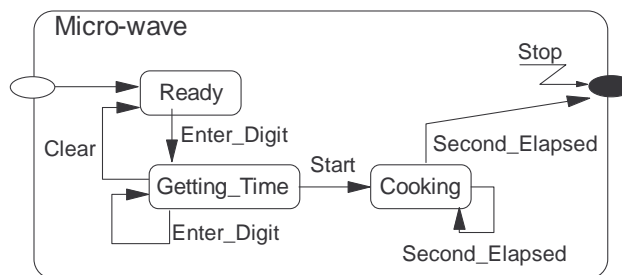 Micro-wave
Stop
Ready
Enter_Digit
Clear
Second_Elapsed
Start
Getting_Time
Cooking
Enter_Digit
Second_Elapsed